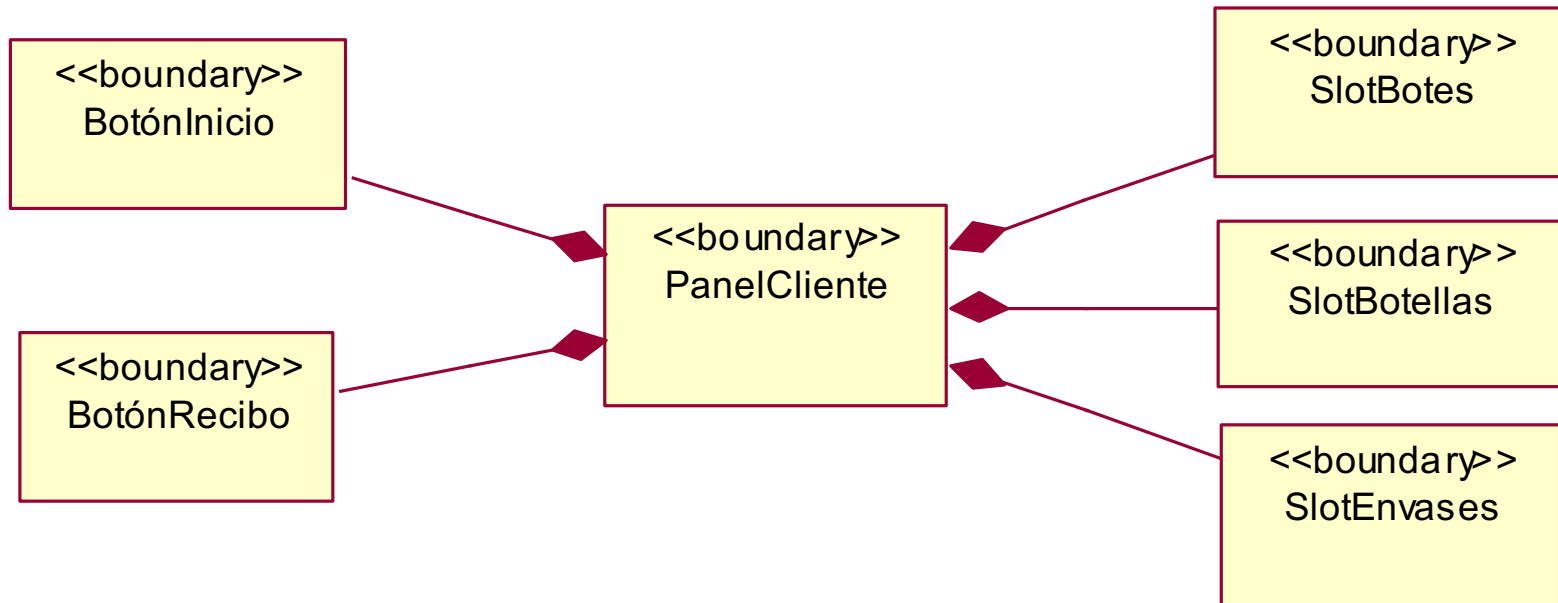 <<boundary>>
BotónInicio
<<boundary>>
BotónRecibo
<<boundary>>
PanelCliente
<<boundary>>
SlotBotes
<<boundary>>
SlotBotellas
<<boundary>>
SlotEnvases